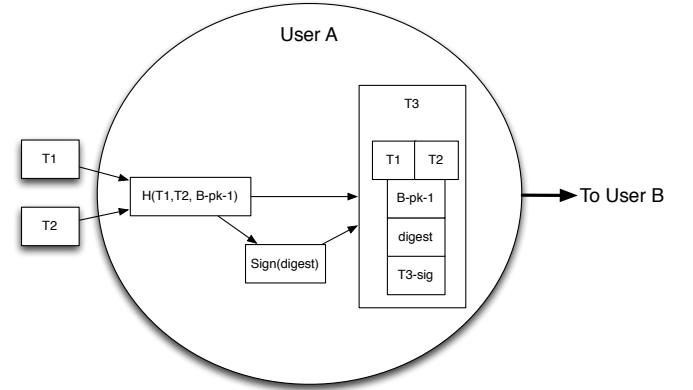 User A
T3
T1
T1
T2
H(T1,T2, B-pk-1)
B-pk-1
To User B
T2
digest
Sign(digest)
T3-sig